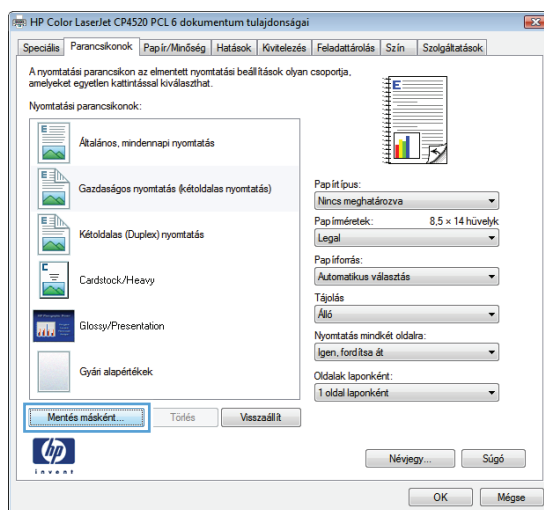 HP Color LaserJet CP4520 PCL 6 dokumentum tulajdonságai
Speciális Parancsikonok Papír/Minőség Hatások Kivitelezés Feladattárolás Szín Szolgáltatások
A nyomtatási parancsikon az elmentett nyomtatási beállítások olyan csoportja,
amelyeket egyetlen kattintással kiválaszthat.
Nyomtatási parancsikonok:
Általános, mindennapi nyomtatás
Gazdaságos nyomtatás (kétoldalas nyomtatás)
Kétoldalas (Duplex) nyomtatás
Cardstock/Heavy
Glossy/Presentation
Gyári alapértékek
Mentés másként... Törlés Visszaállít
E
Papírtípus:
Nincs meghatározva
Papírméretek: 8,5 × 14 hüvelyk
Legal
Papírforrás:
Automatikus választás
Tájolás
Álló
Nyomtatás mindkét oldalra:
Igen, fordítsa át
Oldalak laponként:
1 oldal laponként
hp
invent
Névjegy... Súgó
OK Mégse